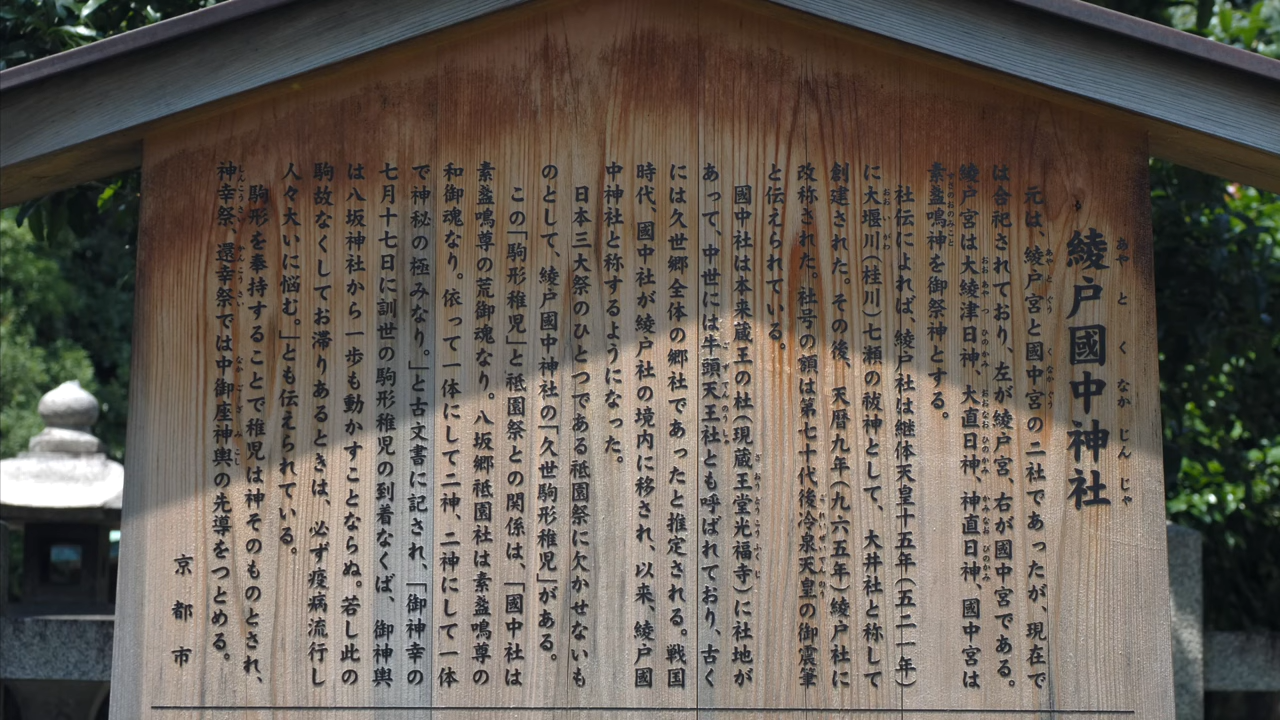 綾戸國中神社
元は、綾戸宮と國中宮の二社であったが、現在で
は合祀されており、左が綾戸宮、右が國中宮である。
綾戸宮は大綾津日神、大直日神、神直日神、國中宮は
素盞鳴神を御祭神とする。
社伝によれば、綾戸社は継体天皇十五年(五二一年)
に大堰川(桂川)七瀬の祓神として、大井社と称して
創建された。その後、天暦九年(九六五年)綾戸社に
改称された。社号の額は第七十代後冷泉天皇の御震筆
と伝えられている。
國中社は本来蔵王の杜(現蔵王堂光福寺)に社地が
あって、中世には牛頭天王社とも呼ばれており、古く
には久世郷全体の郷社であったと推定される。戦国
時代、國中社が綾戸社の境内に移され、以来、綾戸國
中神社と称するようになった。
日本三大祭のひとつである祗園祭に欠かせないも
のとして、綾戸國中神社の「久世駒形稚児」がある。
この「駒形稚児」と祗園祭との関係は、「國中社は
素盞鳴尊の荒御魂なり。八坂郷祗園社は素盞鳴尊の
和御魂なり。依って一体にして二神、二神にして一体
で神秘の極みなり。」と古文書に記され、「御神幸の
七月十七日に訓世の駒形稚児の到着なくば、御神輿
は八坂神社から一歩も動かすことならぬ。若し此の
駒故なくしてお滞りあるときは、必ず疫病流行し
人々大いに悩む。」とも伝えられている。
駒形を奉持することで稚児は神そのものとされ、
神幸祭、還幸祭では中御座神輿の先導をつとめる。
京都市